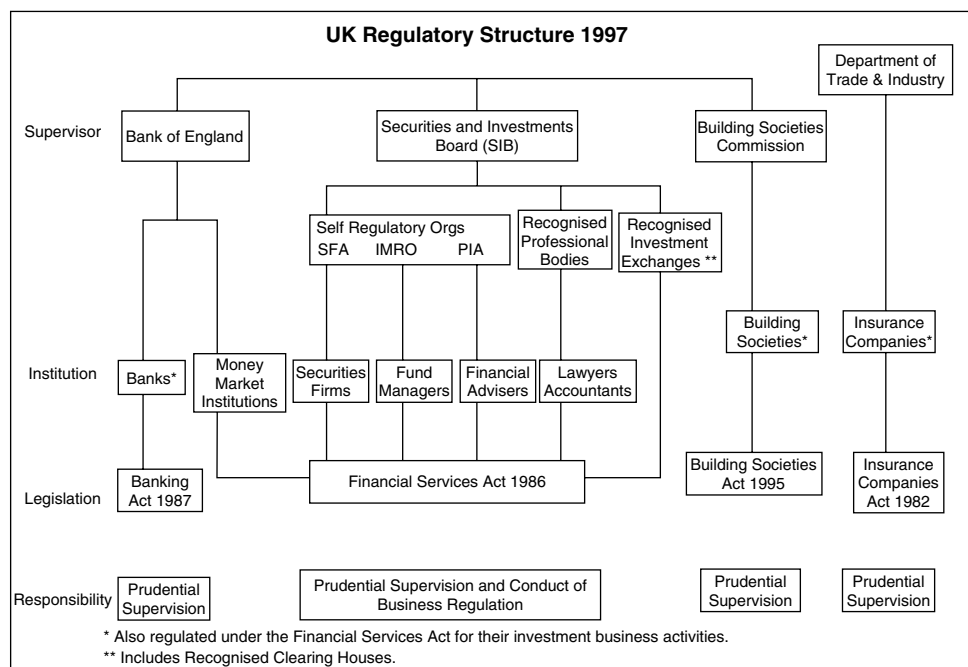 UK Regulatory Structure 1997
Department of
Trade & Industry
Supervisor
Bank of England
Securities and Investments
Board (SIB)
Building Societies
Commission
Self Regulatory Orgs
SFA IMRO PIA
Recognised
Professional
Bodies
Recognised
Investment
Exchanges **
Building
Societies*
Insurance
Companies*
Institution
Banks*
Money
Market
Institutions
Securities
Firms
Fund
Managers
Financial
Advisers
Lawyers
Accountants
Legislation
Banking
Act 1987
Financial Services Act 1986
Building Societies
Act 1995
Insurance
Companies
Act 1982
Responsibility
Prudential
Supervision
Prudential Supervision and Conduct of
Business Regulation
Prudential
Supervision
Prudential
Supervision
* Also regulated under the Financial Services Act for their investment business activities.
** Includes Recognised Clearing Houses.